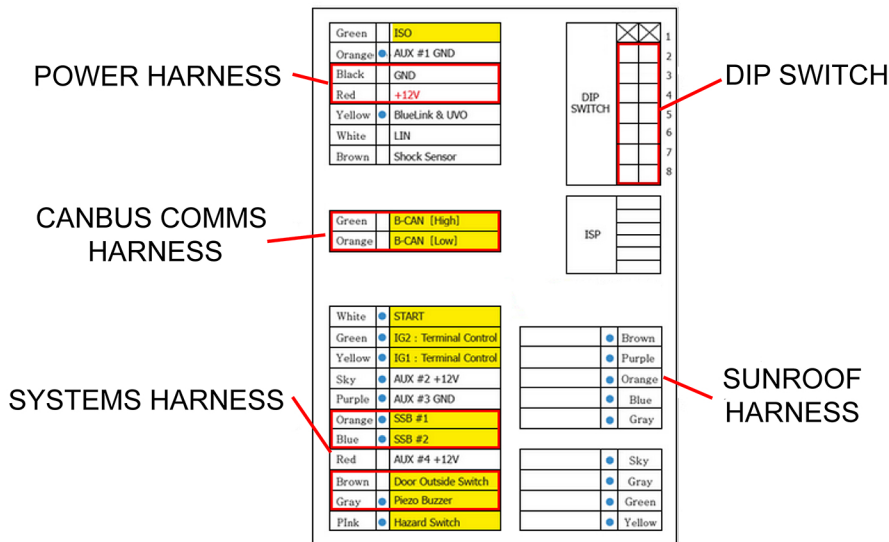 POWER HARNESS
Green ISO
Orange AUX #1 GND
Black GND
Red +12V
Yellow BlueLink & UVO
White LIN
Brown Shock Sensor
DIP SWITCH
1
2
3
4
5
6
7
8
DIP SWITCH
CANBUS COMMS
HARNESS
Green B-CAN [High]
Orange B-CAN [Low]
ISP
SYSTEMS HARNESS
White START
Green IG2 : Terminal Control
Yellow IG1 : Terminal Control
Sky AUX #2 +12V
Purple AUX #3 GND
Orange SSB #1
Blue SSB #2
Red AUX #4 +12V
Brown Door Outside Switch
Gray Piezo Buzzer
PInk Hazard Switch
Brown
Purple
Orange
Blue
Gray
SUNROOF
HARNESS
Sky
Gray
Green
Yellow